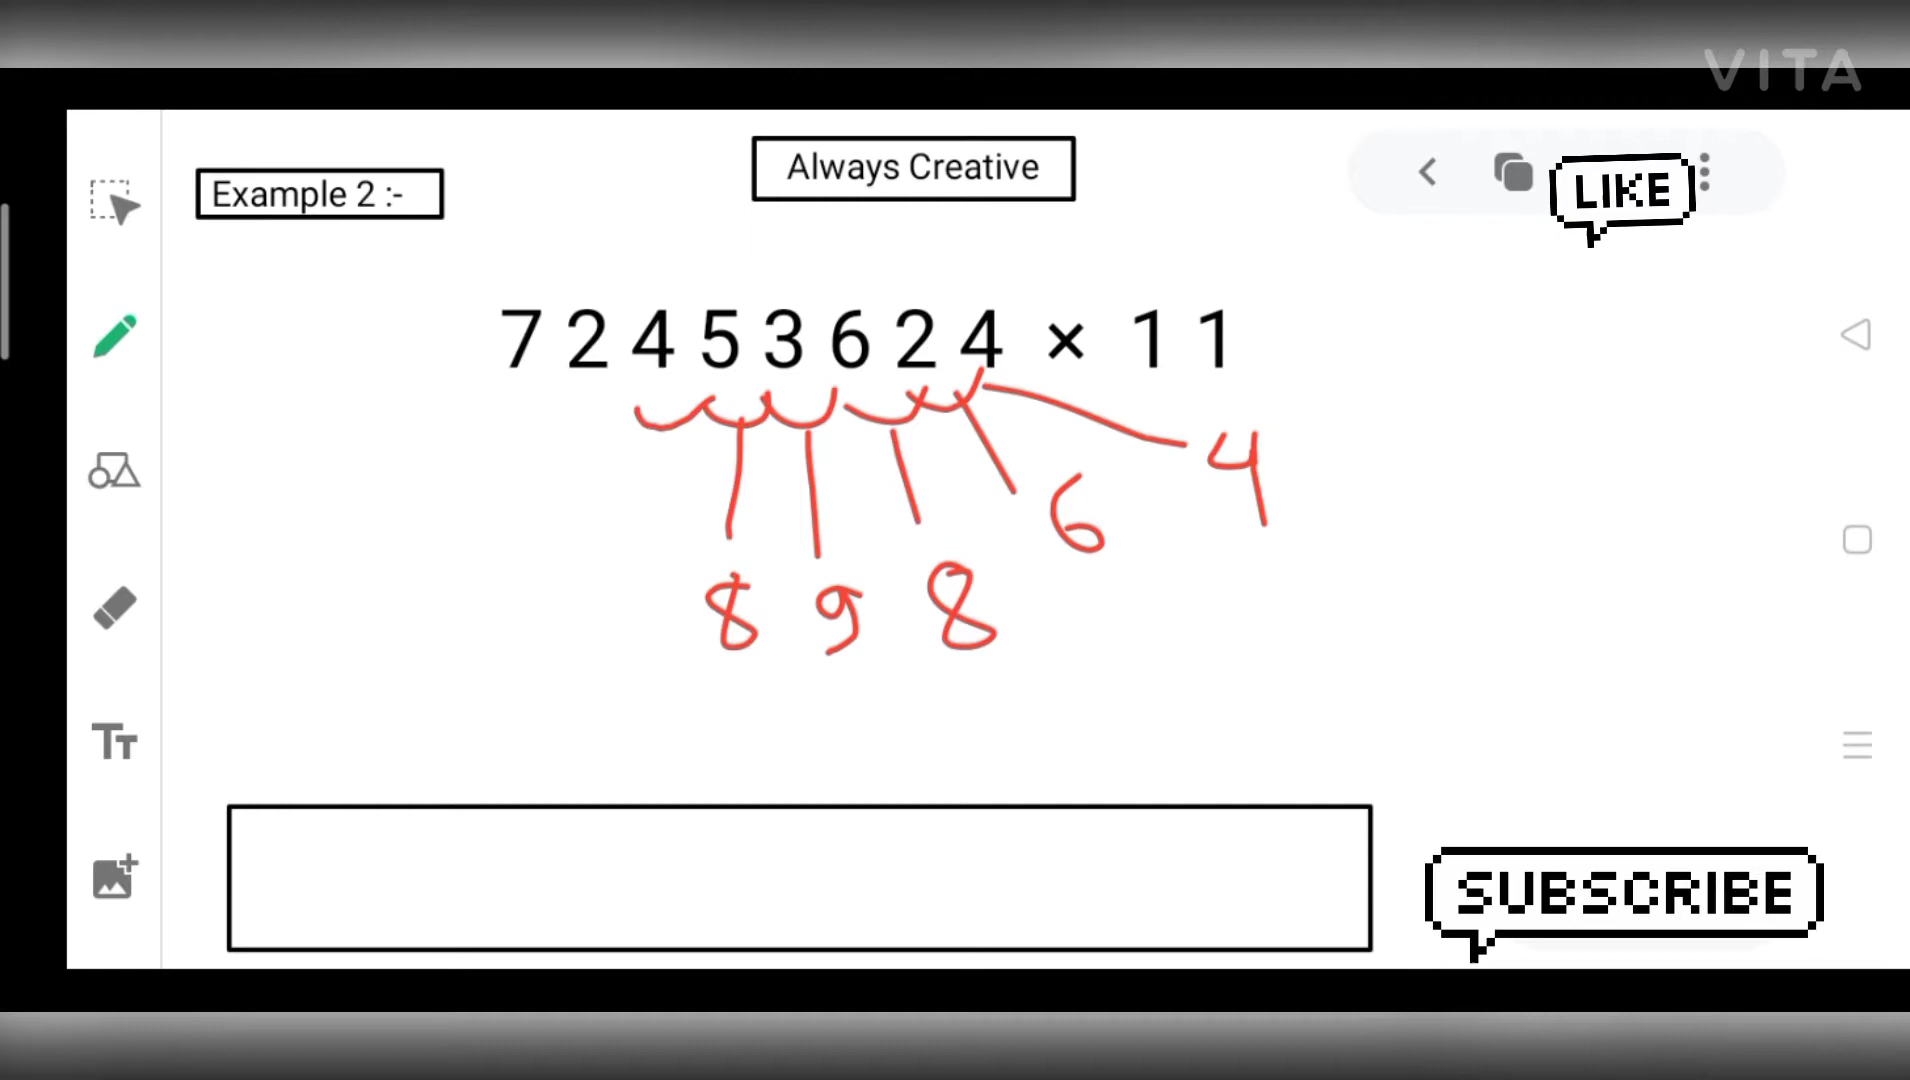 VITA
Always Creative
LIKE
Example 2 :-
7 2 4 5 3 6 2 4 × 1 1
4
6
8 9 8
SUBSCRIBE
TT